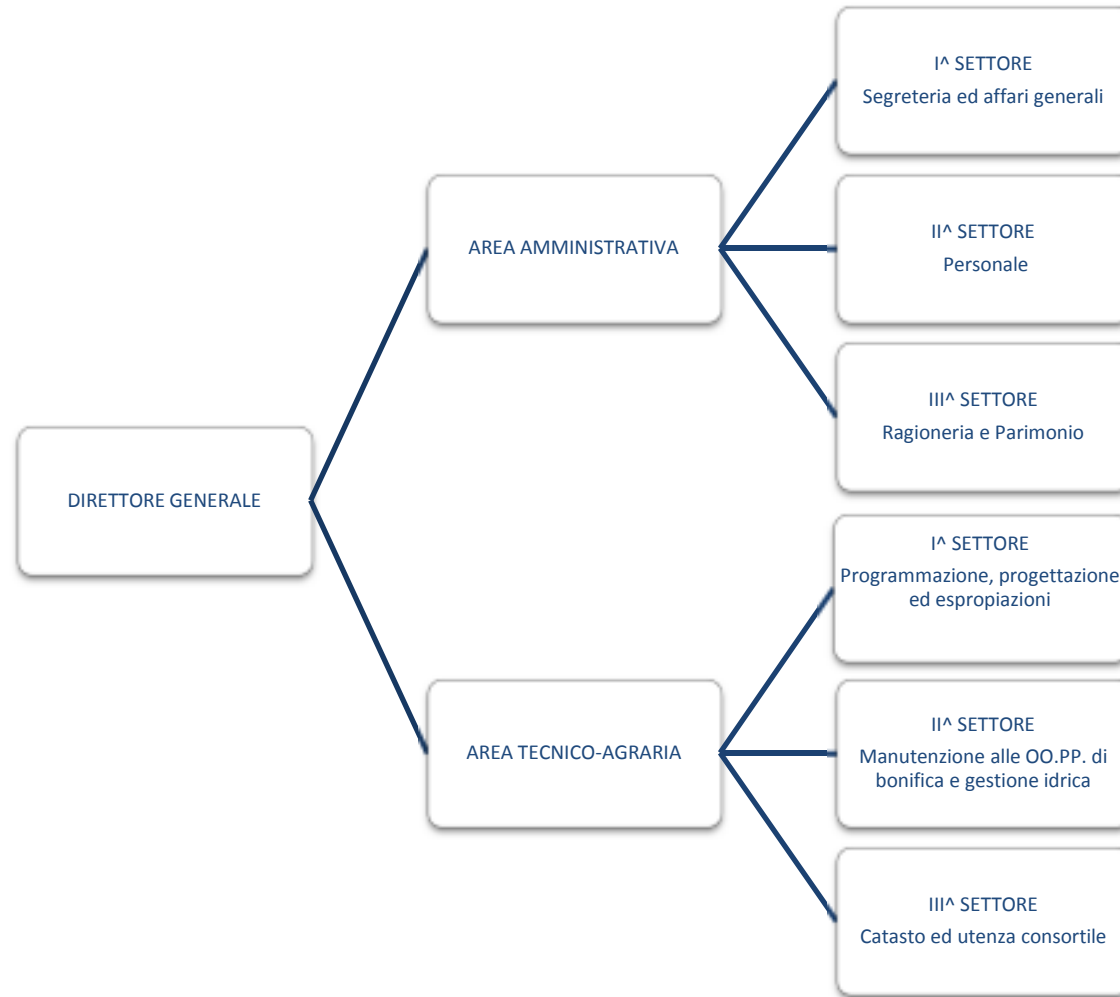 DIRETTORE GENERALE
AREA AMMINISTRATIVA
I^ SETTORE
Segreteria ed affari generali
II^ SETTORE
Personale
III^ SETTORE
Ragioneria e Parimonio
AREA TECNICO-AGRARIA
I^ SETTORE
Programmazione, progettazione
ed espropiazioni
II^ SETTORE
Manutenzione alle OO.PP. di
bonifica e gestione idrica
III^ SETTORE
Catasto ed utenza consortile